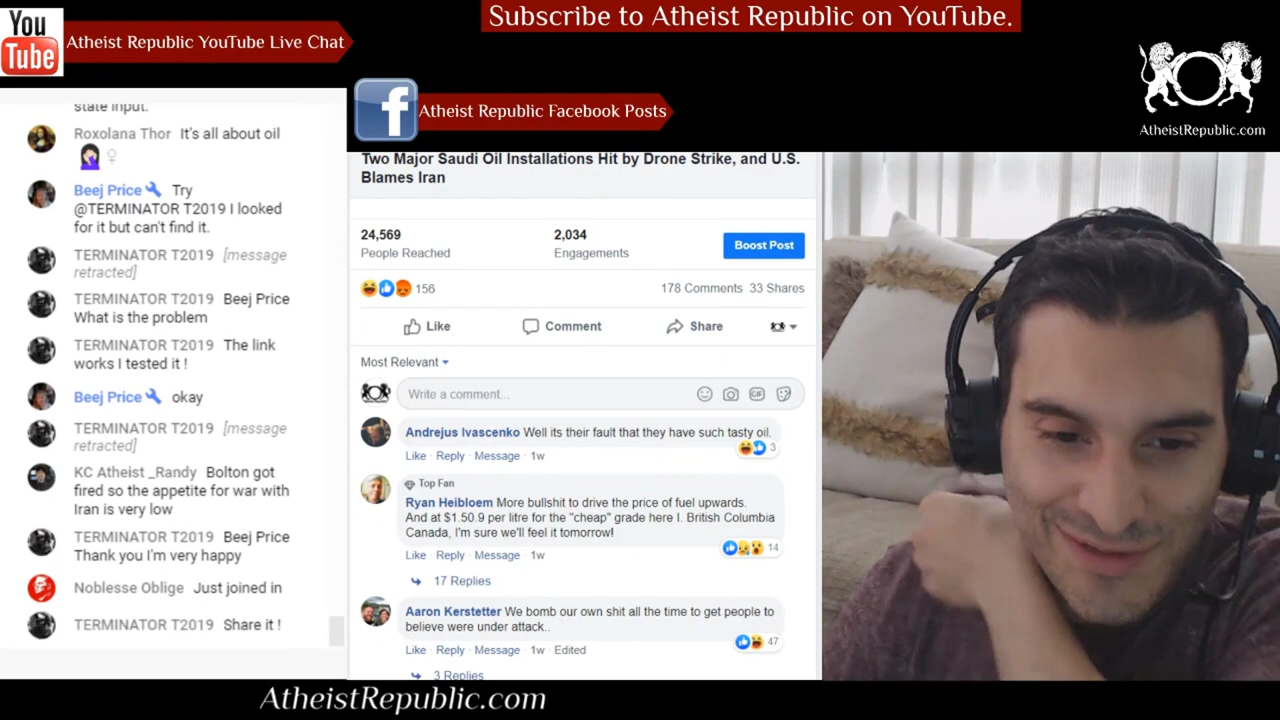 Subscribe to Atheist Republic on YouTube.
You
Tube
Atheist Republic YouTube Live Chat
Atheist Republic Facebook Posts
AtheistRepublic.com
state input.
Roxolana Thor It's all about oil
Beej Price Try
@TERMINATOR T2019 I looked
for it but can't find it.
TERMINATOR T2019 [message
retracted]
TERMINATOR T2019 Beej Price
What is the problem
TERMINATOR T2019 The link
works I tested it !
Beej Price okay
TERMINATOR T2019 [message
retracted]
KC Atheist _Randy Bolton got
fired so the appetite for war with
Iran is very low
TERMINATOR T2019 Beej Price
Thank you I'm very happy
Noblesse Oblige Just joined in
TERMINATOR T2019 Share it !
Two Major Saudi Oil Installations Hit by Drone Strike, and U.S.
Blames Iran
24,569
People Reached
2,034
Engagements
Boost Post
156
178 Comments 33 Shares
Like
Comment
Share
Most Relevant
Write a comment...
GIF
Andrejus Ivascenko Well its their fault that they have such tasty oil.
3
Like · Reply · Message · 1w
Top Fan
Ryan Heibloem More bullshit to drive the price of fuel upwards.
And at $1.50.9 per litre for the "cheap" grade here I. British Columbia
Canada, I'm sure we'll feel it tomorrow!
14
Like · Reply · Message · 1w
17 Replies
Aaron Kerstetter We bomb our own shit all the time to get people to
believe were under attack..
47
Like · Reply · Message · 1w · Edited
3 Replies
AtheistRepublic.com